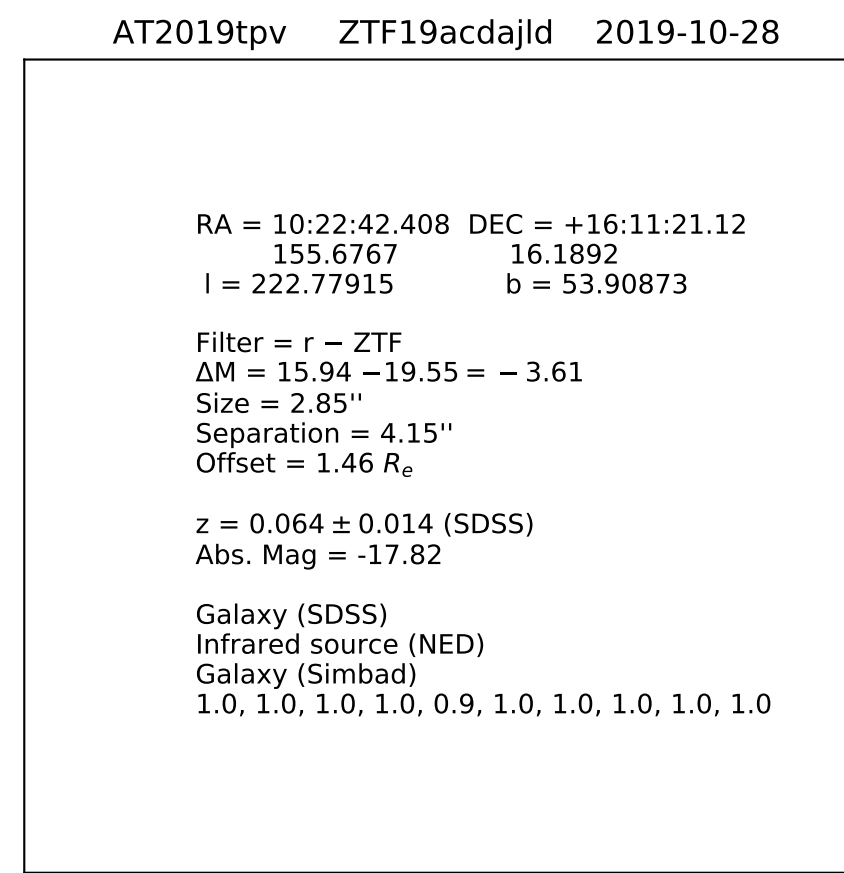 AT2019tpv ZTF19acdajld 2019-10-28
RA = 10:22:42.408 DEC = +16:11:21.12
155.6767 16.1892
l = 222.77915 b = 53.90873
Filter = r − ZTF
ΔM = 15.94 −19.55 = − 3.61
Size = 2.85''
Separation = 4.15''
Offset = 1.46 Rₑ
z = 0.064 ± 0.014 (SDSS)
Abs. Mag = -17.82
Galaxy (SDSS)
Infrared source (NED)
Galaxy (Simbad)
1.0, 1.0, 1.0, 1.0, 0.9, 1.0, 1.0, 1.0, 1.0, 1.0